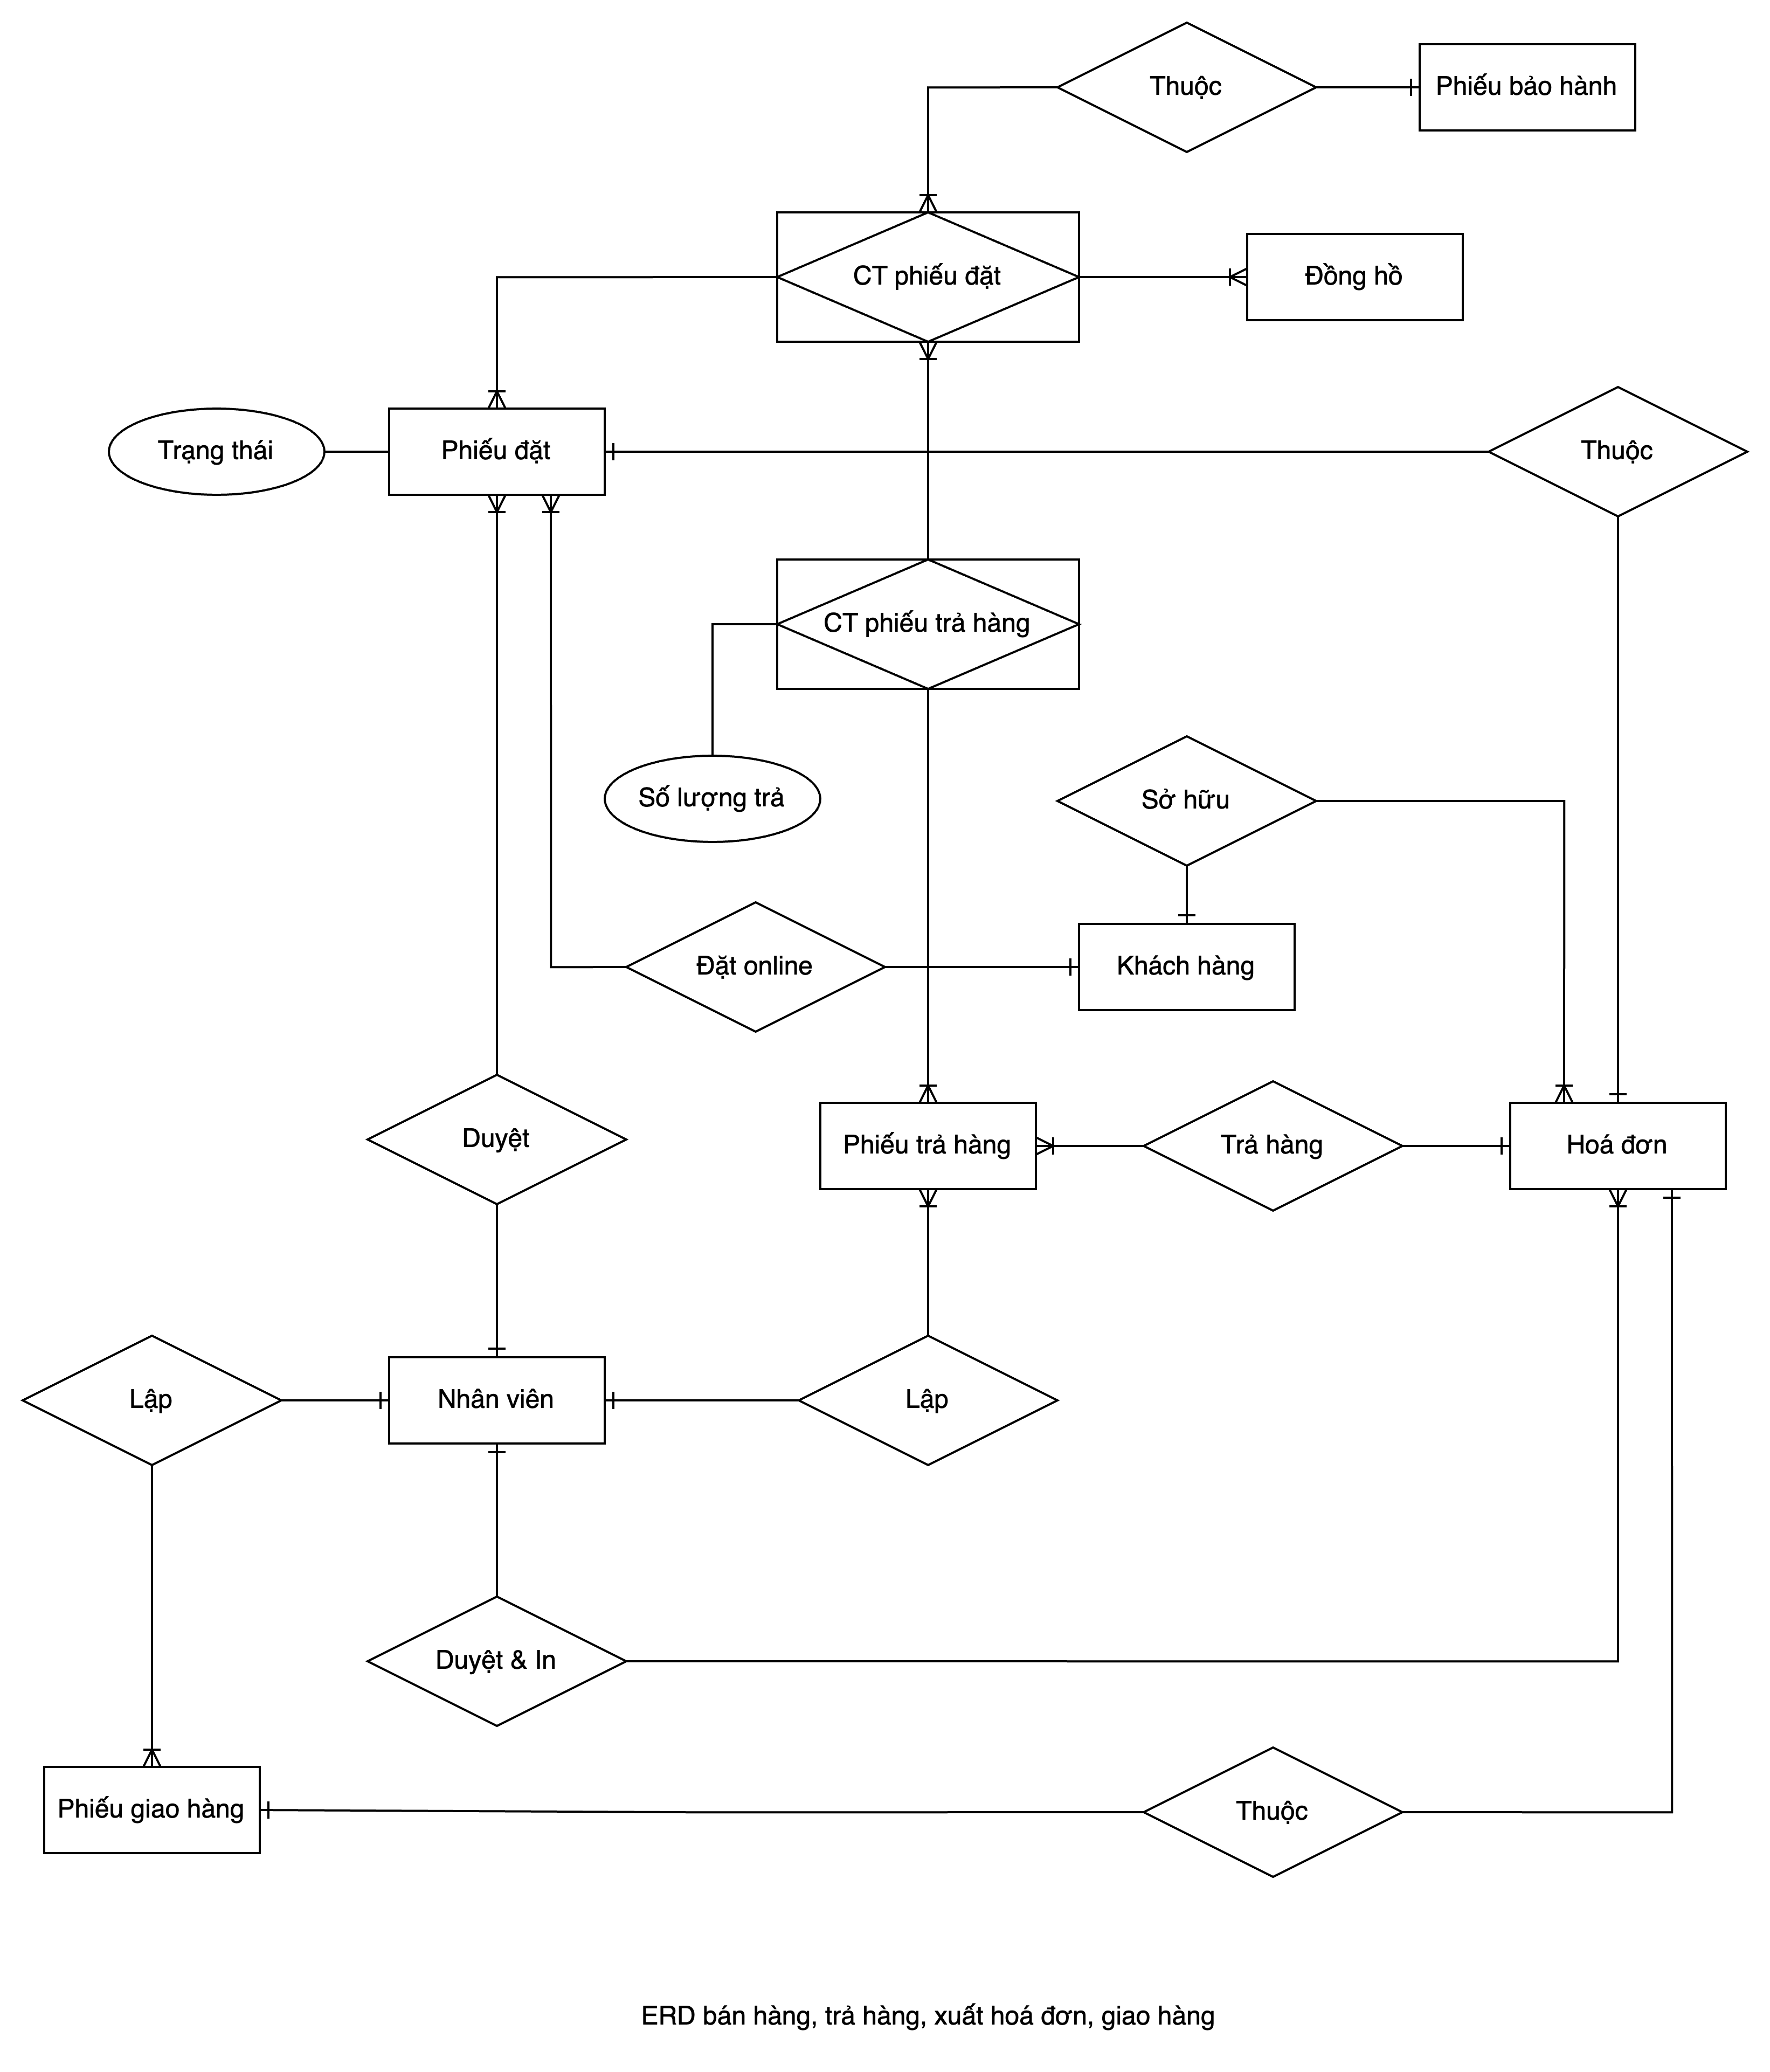 Thuộc
Phiếu bảo hành
CT phiếu đặt
Đồng hồ
Trạng thái
Phiếu đặt
Thuộc
CT phiếu trả hàng
Số lượng trả
Sở hữu
Đặt online
Khách hàng
Duyệt
Phiếu trả hàng
Trả hàng
Hoá đơn
Lập
Nhân viên
Lập
Duyệt & In
Phiếu giao hàng
Thuộc
ERD bán hàng, trả hàng, xuất hoá đơn, giao hàng